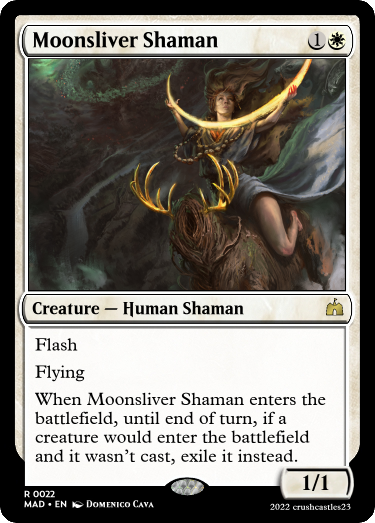 Moonsliver Shaman 1
Creature — Human Shaman
Flash
Flying
When Moonsliver Shaman enters the
battlefield, until end of turn, if a
creature would enter the battlefield
and it wasn't cast, exile it instead.
1/1
R 0022
MAD • EN Domenico Cava
2022 crushcastles23